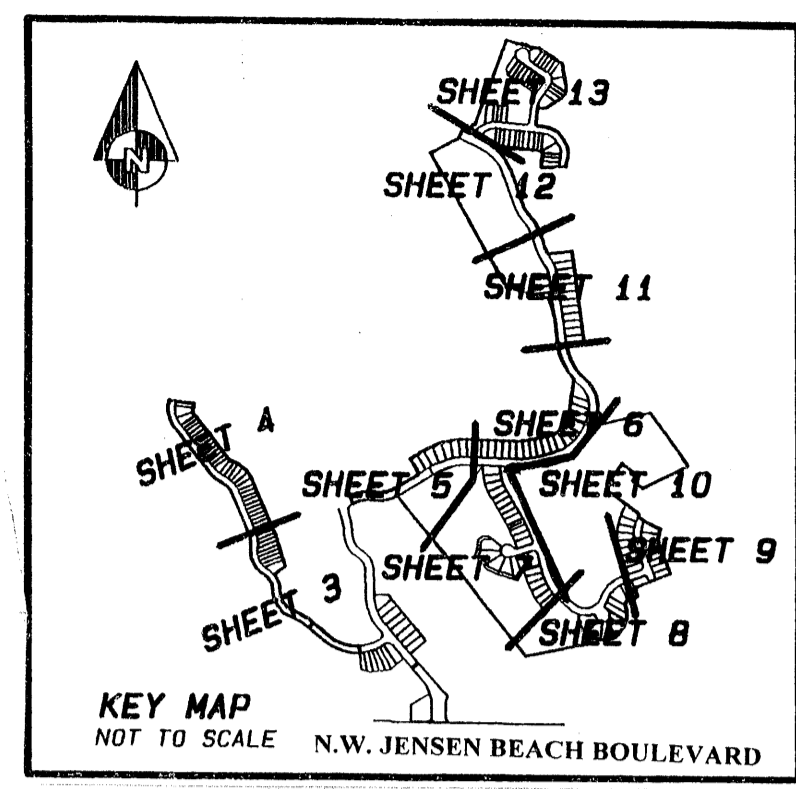 SHEET 13
N
SHEET 12
SHEET 11
SHEET 4
SHEET 6
SHEET 5
SHEET 10
SHEET 7
SHEET 9
SHEET 3
SHEET 8
KEY MAP
NOT TO SCALE
N.W. JENSEN BEACH BOULEVARD